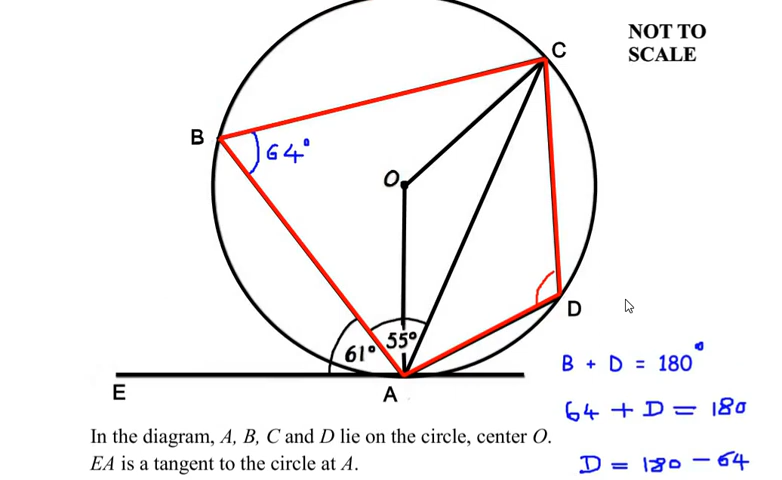 NOT TO
SCALE
C
B
64°
O
D
61°
55°
E
A
B + D = 180°
64 + D = 180
D = 180 - 64
In the diagram, A, B, C and D lie on the circle, center O.
EA is a tangent to the circle at A.